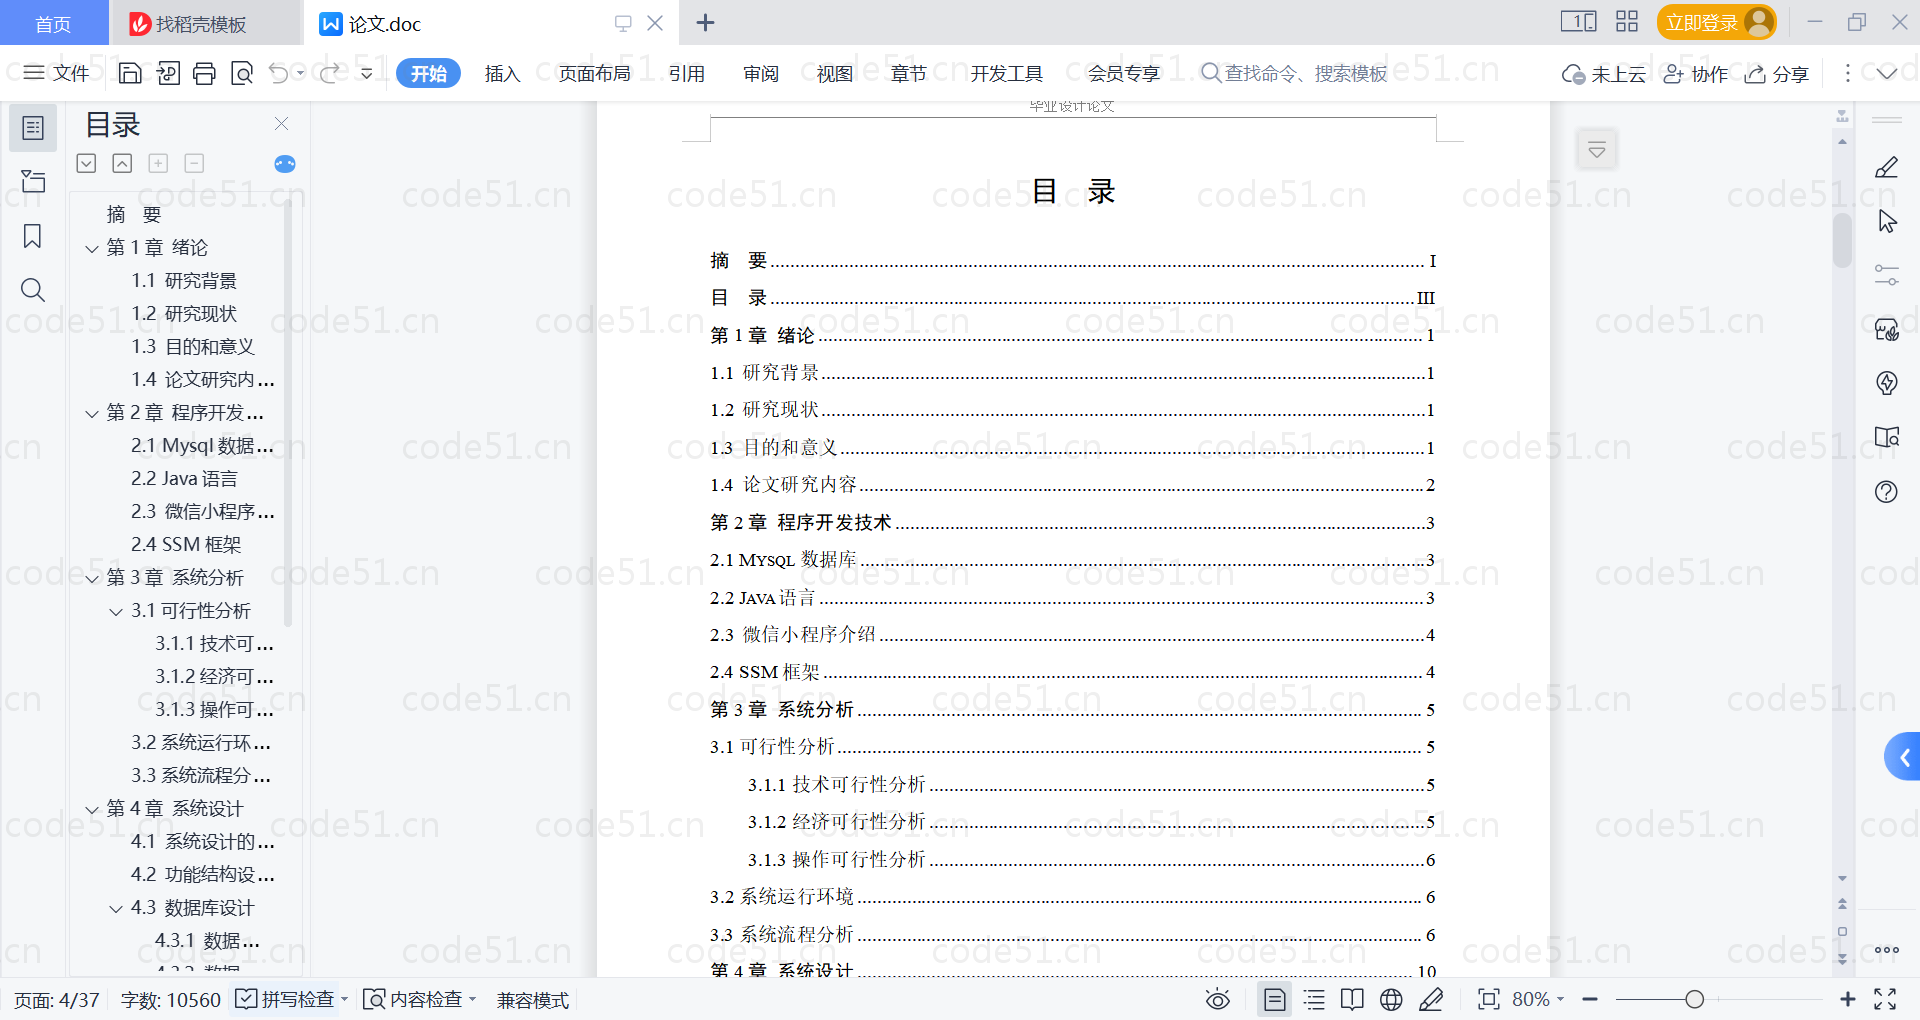 首页
找稻壳模板
论文.doc
立即登录
文件
开始
插入
页面布局
引用
审阅
视图
章节
开发工具
会员专享
查找命令、搜索模板
未上云
协作
分享
目录
摘 要
第 1 章 绪论
1.1 研究背景
1.2 研究现状
1.3 目的和意义
1.4 论文研究内...
第 2 章 程序开发...
2.1 Mysql 数据...
2.2 Java 语言
2.3 微信小程序...
2.4 SSM 框架
第 3 章 系统分析
3.1 可行性分析
3.1.1 技术可...
3.1.2 经济可...
3.1.3 操作可...
3.2 系统运行环...
3.3 系统流程分...
第 4 章 系统设计
4.1 系统设计的...
4.2 功能结构设...
4.3 数据库设计
4.3.1 数据...
4.3.2 数据
毕业设计论文
目 录
摘 要 I
目 录 III
第 1 章 绪论 1
1.1 研究背景 1
1.2 研究现状 1
1.3 目的和意义 1
1.4 论文研究内容 2
第 2 章 程序开发技术 3
2.1 MYSQL 数据库 3
2.2 JAVA 语言 3
2.3 微信小程序介绍 4
2.4 SSM 框架 4
第 3 章 系统分析 5
3.1 可行性分析 5
3.1.1 技术可行性分析 5
3.1.2 经济可行性分析 5
3.1.3 操作可行性分析 6
3.2 系统运行环境 6
3.3 系统流程分析 6
第 4 章 系统设计 10
页面: 4/37
字数: 10560
拼写检查
内容检查
兼容模式
80%
code51.cn